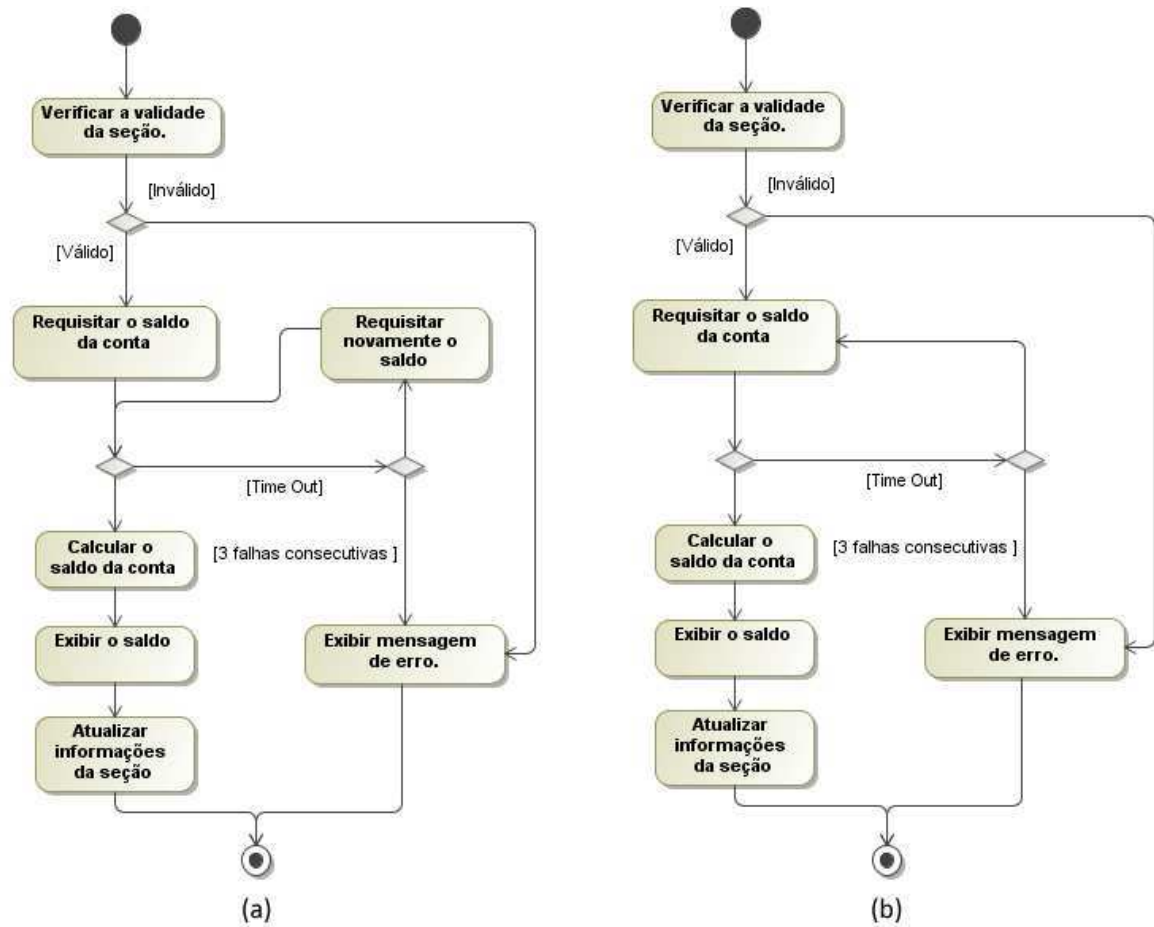 Verificar a validade
da seção.
[Inválido]
[Válido]
Requisitar o saldo
da conta
Requisitar
novamente o
saldo
[Time Out]
Calcular o
saldo da conta
[3 falhas consecutivas ]
Exibir o saldo
Exibir mensagem
de erro.
Atualizar
informações
da seção
(a)
Verificar a validade
da seção.
[Inválido]
[Válido]
Requisitar o saldo
da conta
[Time Out]
Calcular o
saldo da conta
[3 falhas consecutivas ]
Exibir o saldo
Exibir mensagem
de erro.
Atualizar
informações
da seção
(b)